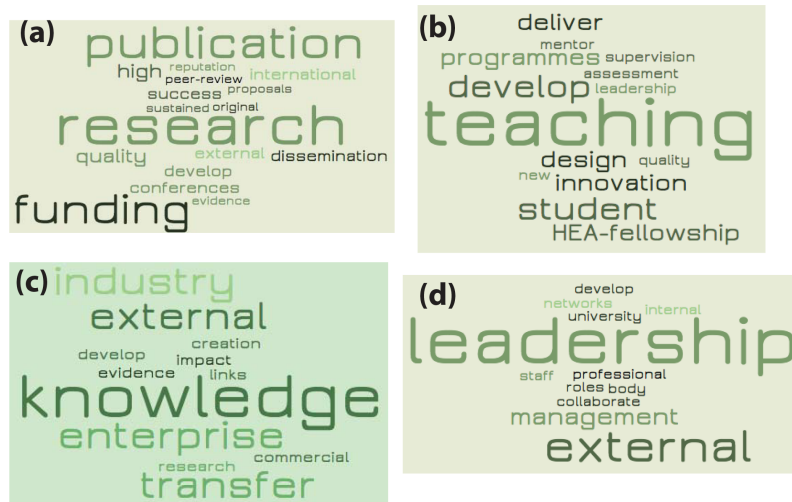 (a)
publication
high reputation
peer-review international
success proposals
sustained original
research
quality external dissemination
develop
conferences
funding evidence
(b)
deliver
mentor
programmes supervision
assessment
develop leadership
teaching
design quality
new innovation
student
HEA-fellowship
(c)
industry
external
creation
develop impact
evidence links
knowledge
enterprise
commercial
research
transfer
(d)
develop
networks internal
university
leadership
staff professional
roles body
collaborate
management
external